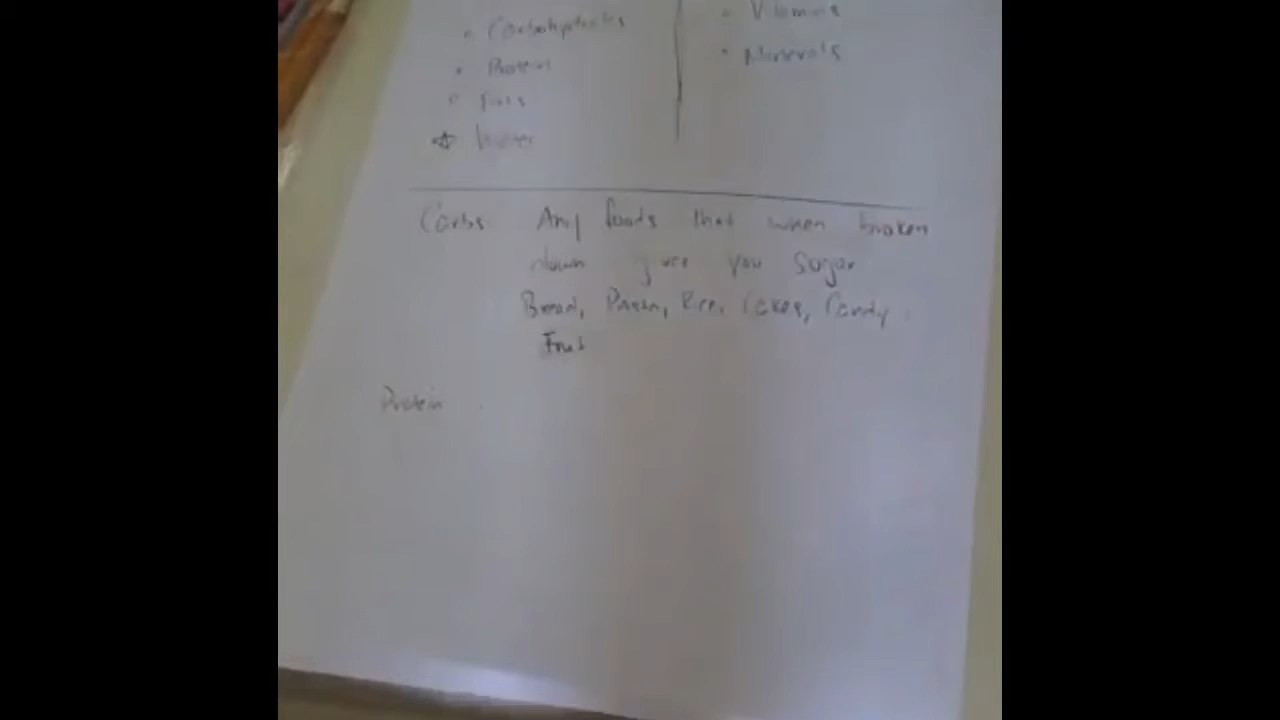 • Carbohydrates
• Protein
• Fats
☆ Water
• Vitamins
• Minerals
Carbs Any foods that when broken
down give you Sugar
Bread, Pasta, Rice, Cakes, Candy
Fruit
Protein